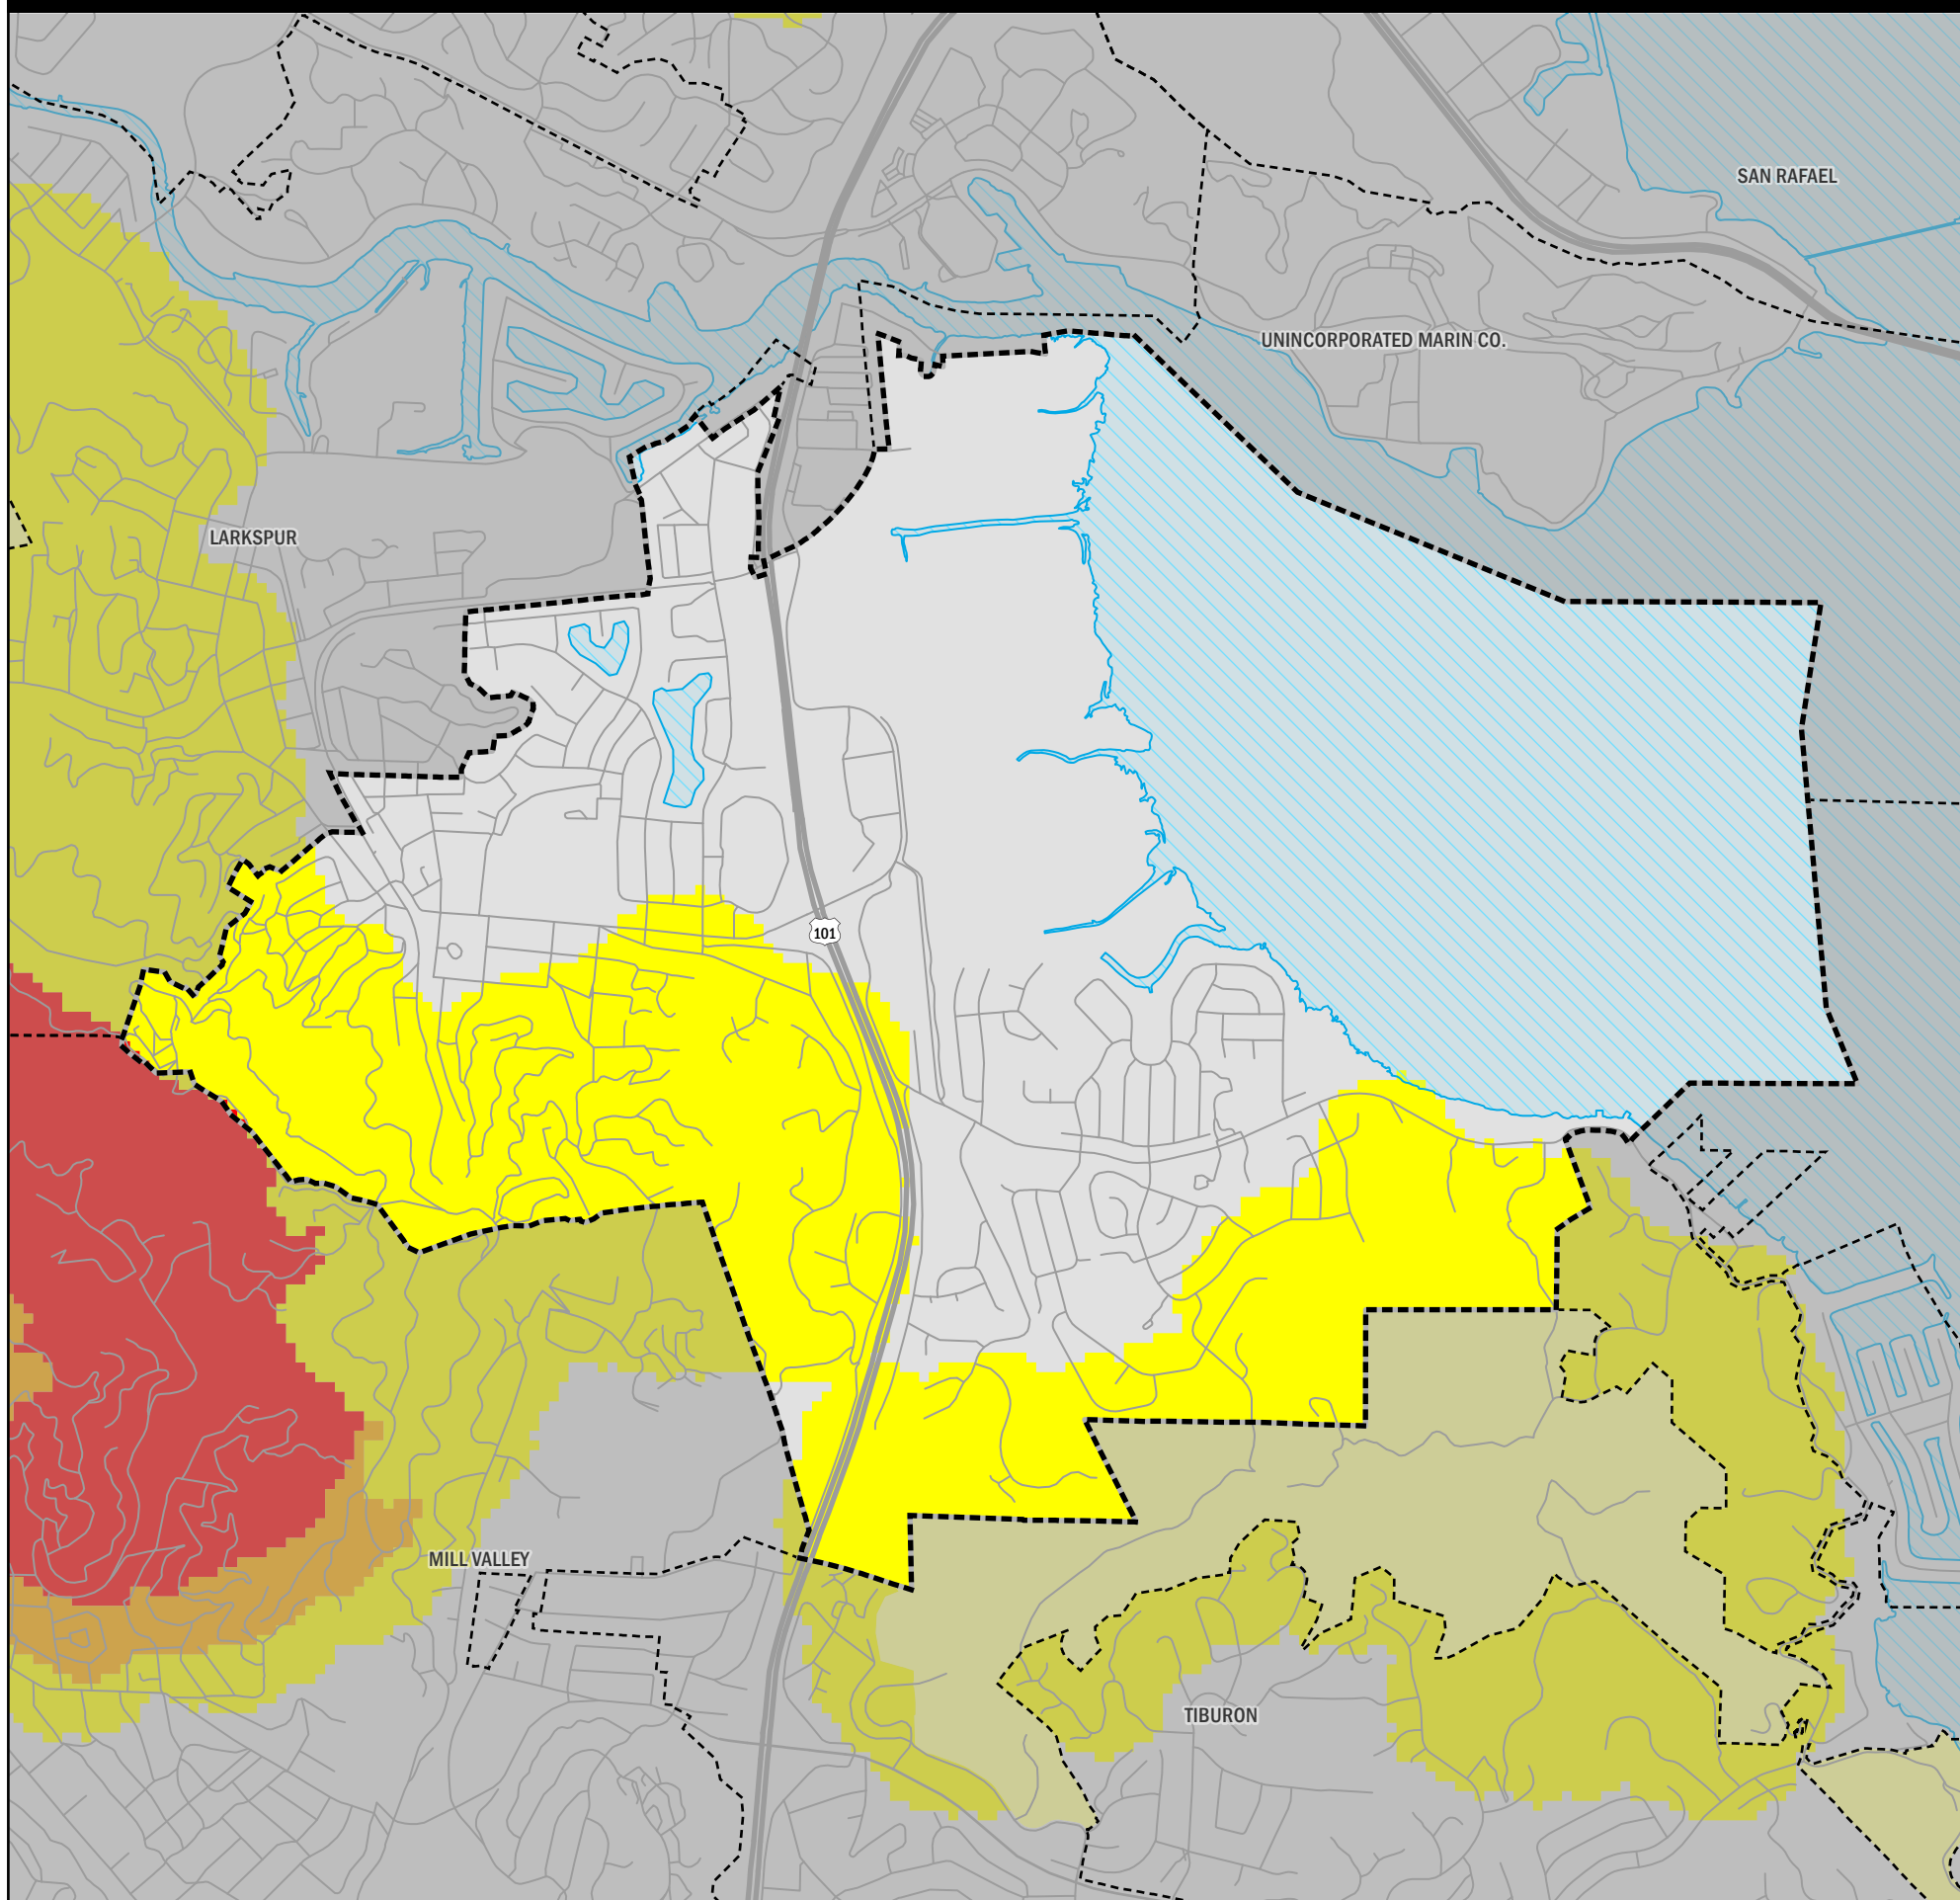 SAN RAFAEL
UNINCORPORATED MARIN CO.
LARKSPUR
101
MILL VALLEY
TIBURON